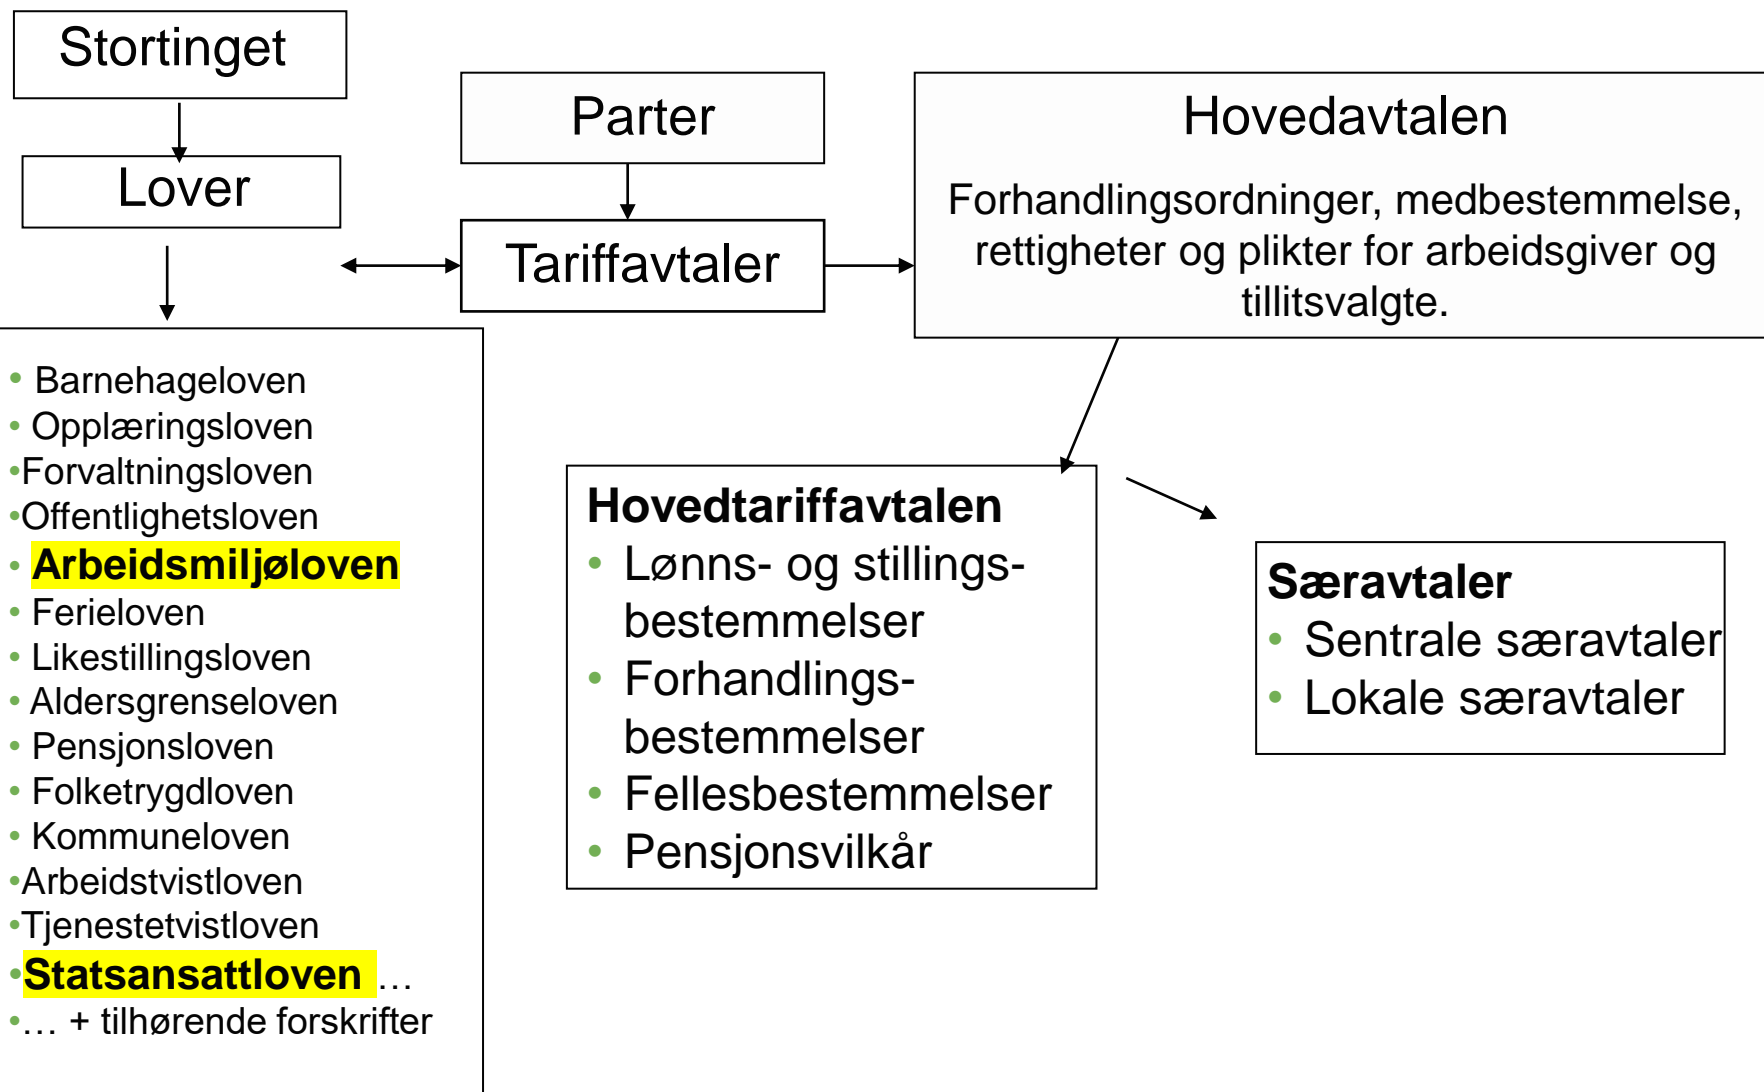 Stortinget
Lover
• Barnehageloven
• Opplæringsloven
•Forvaltningsloven
•Offentlighetsloven
• Arbeidsmiljøloven
• Ferieloven
• Likestillingsloven
• Aldersgrenseloven
• Pensjonsloven
• Folketrygdloven
• Kommuneloven
•Arbeidstvistloven
•Tjenestetvistloven
•Statsansattloven …
•… + tilhørende forskrifter
Parter
Tariffavtaler
Hovedavtalen
Forhandlingsordninger, medbestemmelse,
rettigheter og plikter for arbeidsgiver og
tillitsvalgte.
Hovedtariffavtalen
• Lønns- og stillings-
bestemmelser
• Forhandlings-
bestemmelser
• Fellesbestemmelser
• Pensjonsvilkår
Særavtaler
• Sentrale særavtaler
• Lokale særavtaler